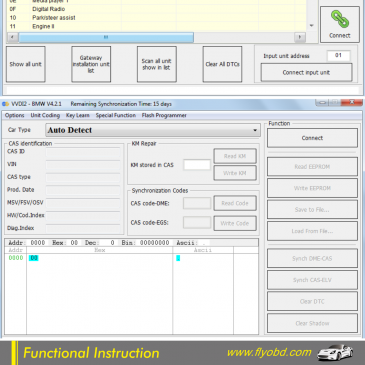 0E Media player 1
0F Digital Radio
10 Parkinsteer assist
11 Engine II
Connect
Show all unit
Gateway installation unit list
Scan all unit show in list
Clear All DTCs
Input unit address 01
Connect input unit
VVDI2 - BMW V4.2.1 Remaining Synchronization Time: 15 days
Options Unit Coding Key Learn Special Function Flash Programmer
Car Type Auto Detect
Function
Connect
CAS identification
CAS ID
VIN
CAS type
Prod. Date
MSV/FSV/OSV
HW/Cod.Index
Diag.Index
KM Repair
KM stored in CAS
Read KM
Write KM
Synchronization Codes
CAS code-DME:
Read Code
CAS code-EGS:
Write Code
Read EEPROM
Write EEPROM
Save to File...
Load from File...
Synch DME-CAS
Synch CAS-ELV
Clear DTC
Clear Shadow
Addr: 0000 Hex: 00 Dec: 0 Bin: 00000000 Ascii: .
Addr Hex Ascii
0000 00 .
Functional Instruction
www.flyobd.com